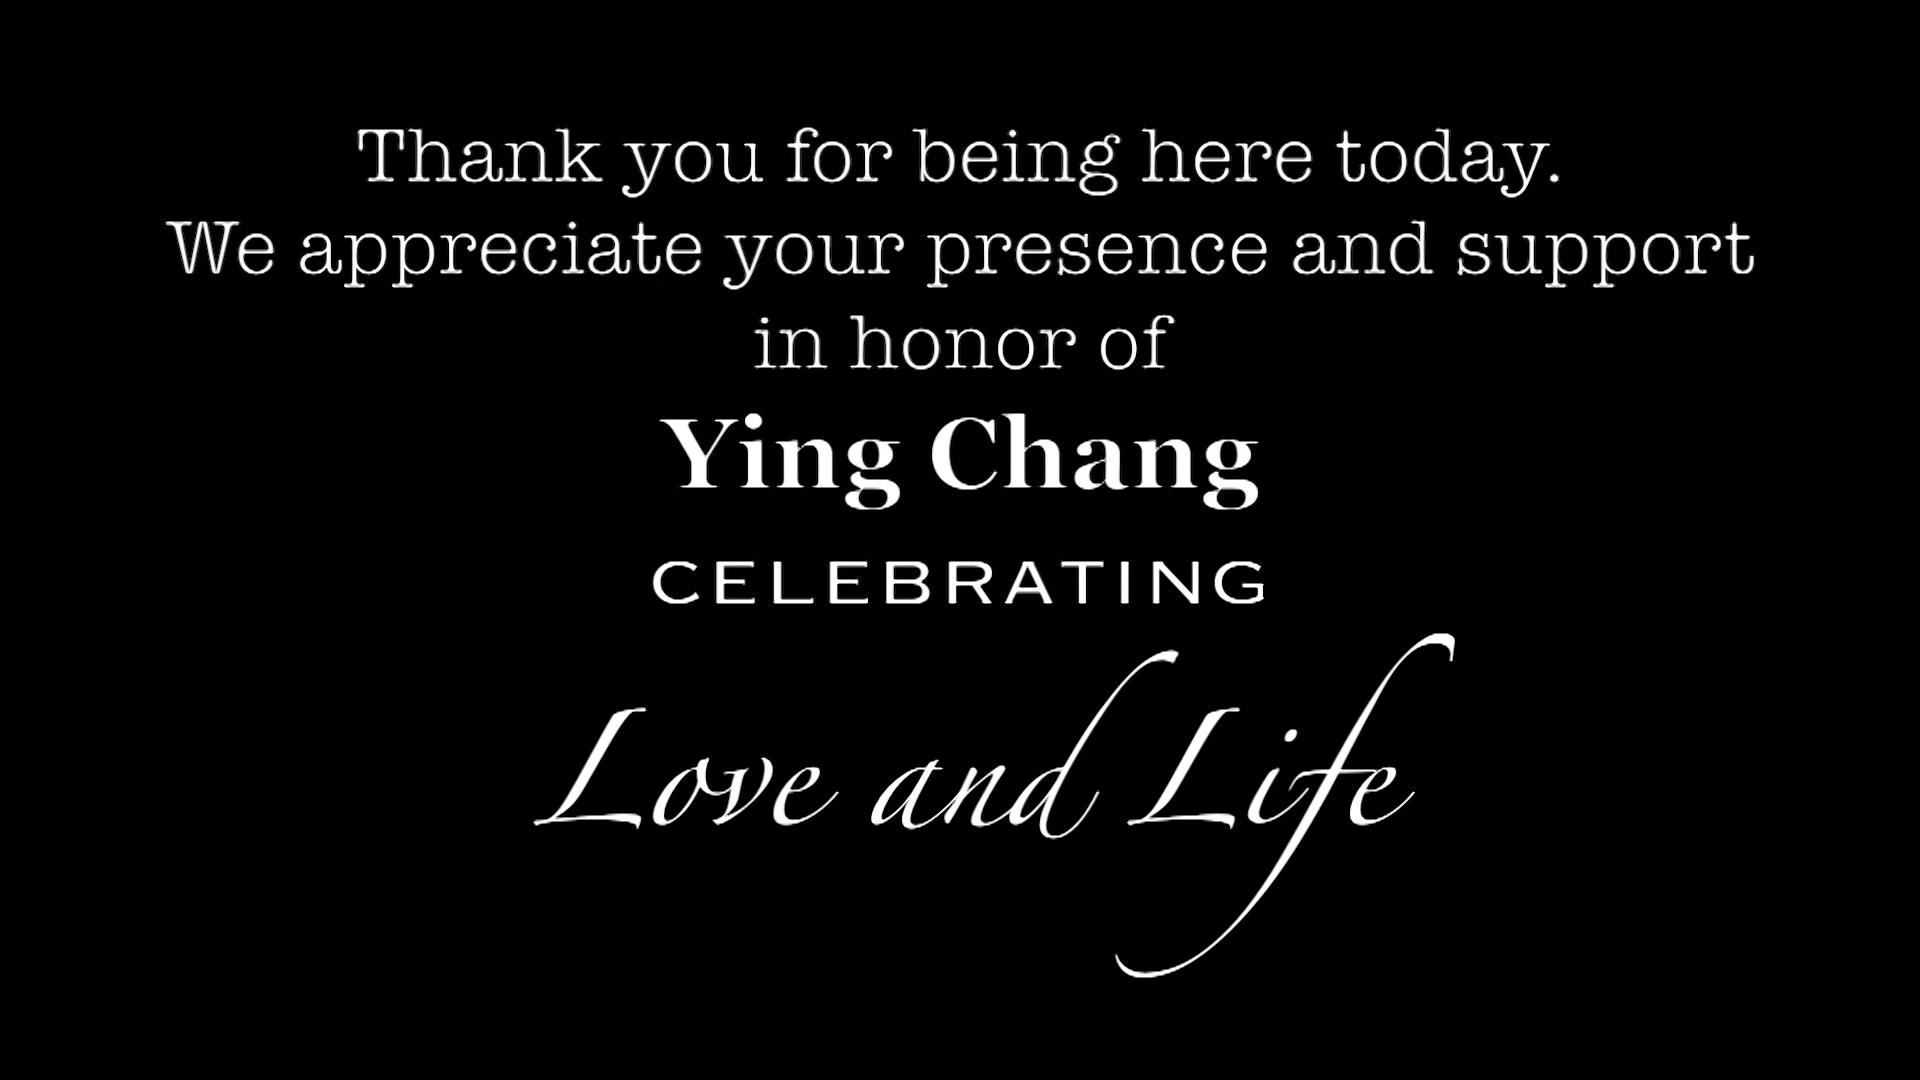 Thank you for being here today.
We appreciate your presence and support
in honor of
Ying Chang
CELEBRATING
Love and Life